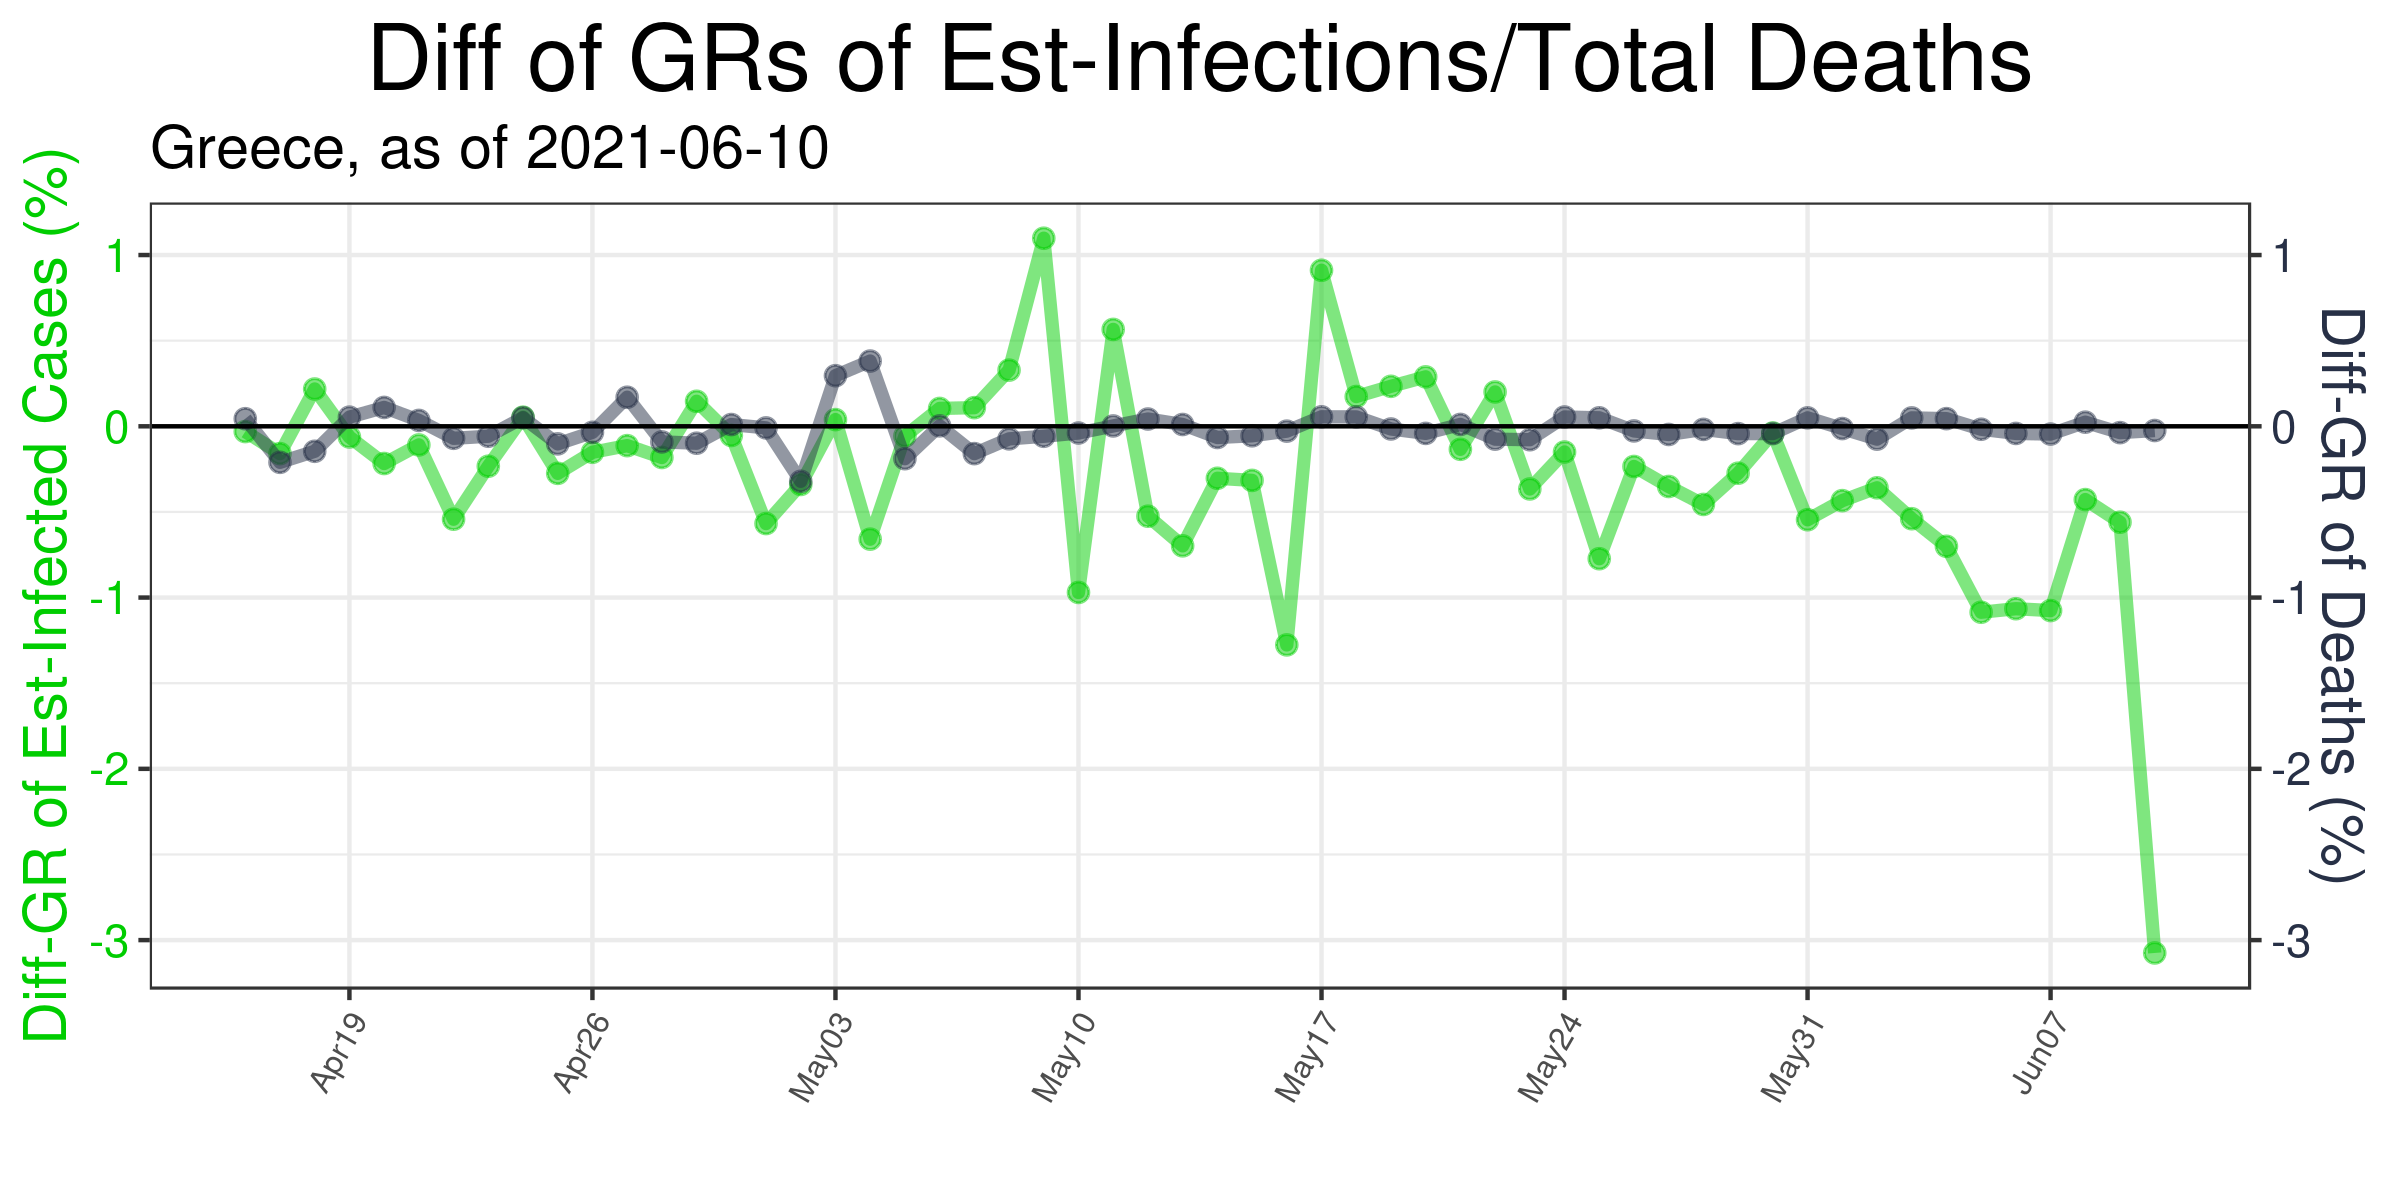 Diff of GRs of Est-Infections/Total Deaths
Greece, as of 2021-06-10
Diff-GR of Est-Infected Cases (%)
1
0
-1
-2
-3
1
0
-1
-2
-3
Diff-GR of Deaths (%)
Apr19
Apr26
May03
May10
May17
May24
May31
Jun07